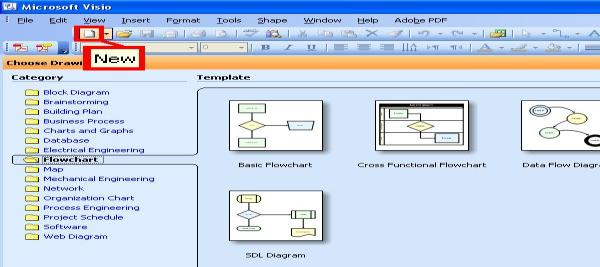 Microsoft Visio
File Edit View Insert Format Tools Shape Window Help Adobe PDF
New
Choose Drawi
Category
Template
Block Diagram
Brainstorming
Building Plan
Business Process
Charts and Graphs
Database
Electrical Engineering
Flowchart
Map
Mechanical Engineering
Network
Organization Chart
Process Engineering
Project Schedule
Software
Web Diagram
Basic Flowchart
Cross Functional Flowchart
Data Flow Diagra
SDL Diagram